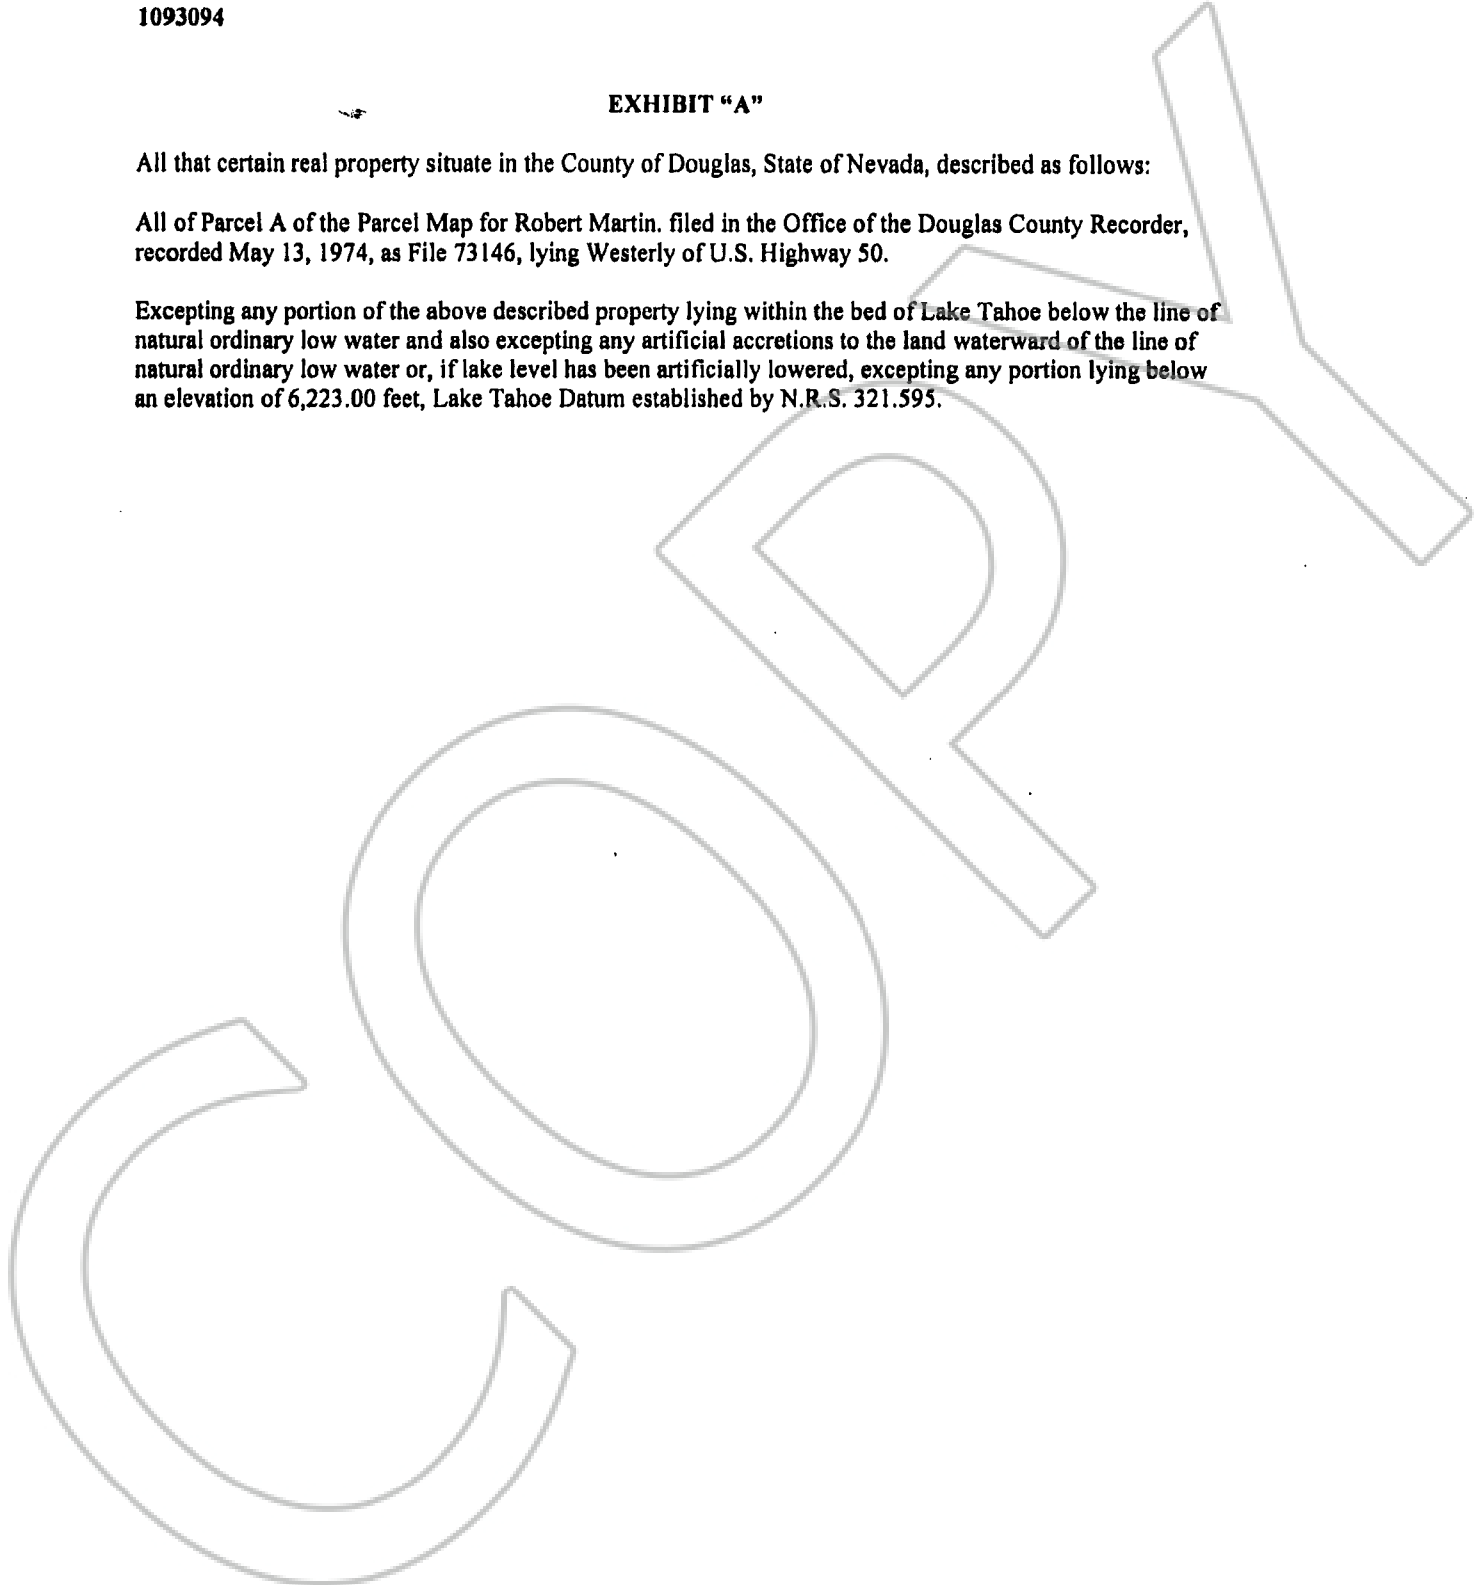 1093094
EXHIBIT “A”
All that certain real property situate in the County of Douglas, State of Nevada, described as follows:
All of Parcel A of the Parcel Map for Robert Martin. filed in the Office of the Douglas County Recorder,
recorded May 13, 1974, as File 73146, lying Westerly of U.S. Highway 50.
Excepting any portion of the above described property lying within the bed of Lake Tahoe below the line of
natural ordinary low water and also excepting any artificial accretions to the land waterward of the line of
natural ordinary low water or, if lake level has been artificially lowered, excepting any portion lying below
an elevation of 6,223.00 feet, Lake Tahoe Datum established by N.R.S. 321.595.
COPY